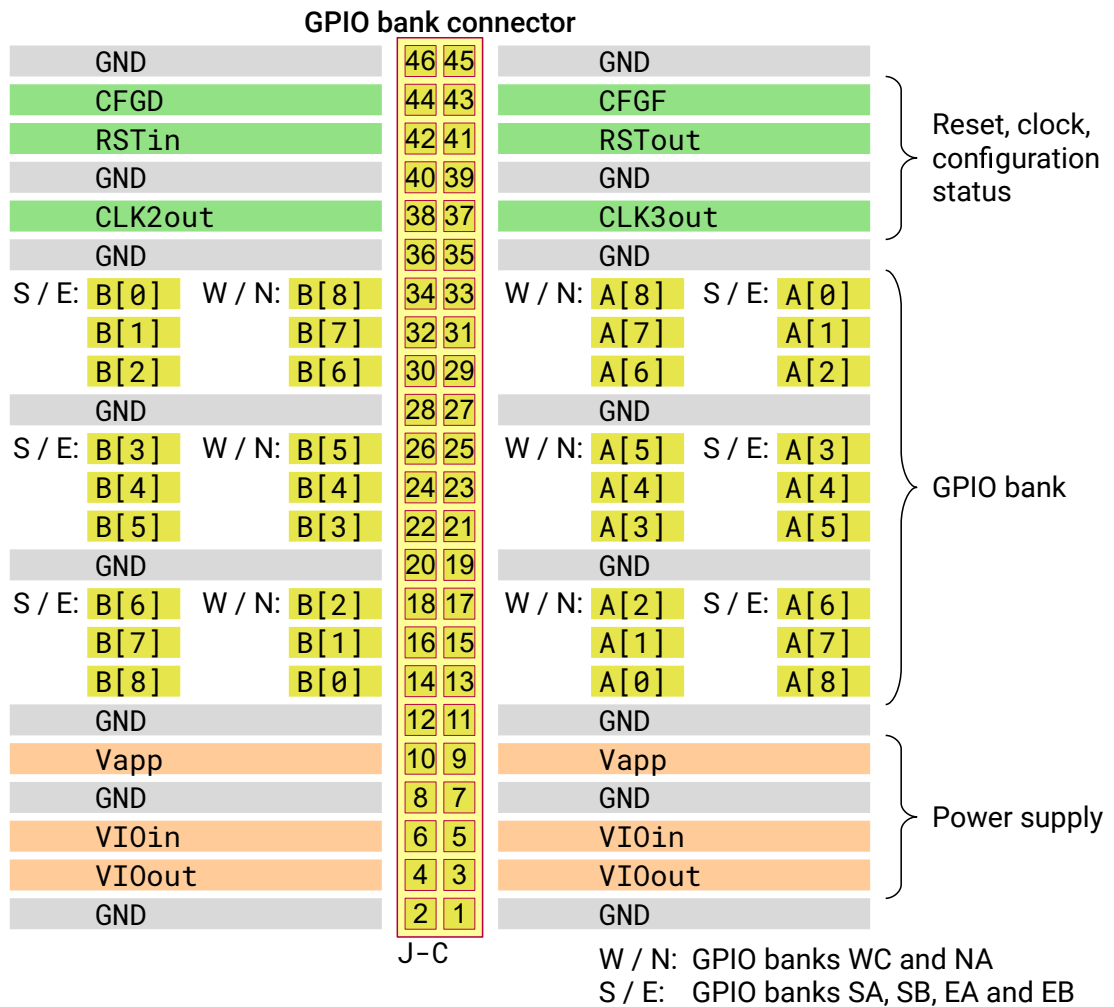 GPIO bank connector
GND 46 45 GND
CFGD 44 43 CFGF
RSTin 42 41 RSTout
GND 40 39 GND
CLK2out 38 37 CLK3out
Reset, clock,
configuration
status
GND 36 35 GND
S / E: B[0] W / N: B[8] 34 33 W / N: A[8] S / E: A[0]
B[1] B[7] 32 31 A[7] A[1]
B[2] B[6] 30 29 A[6] A[2]
GND 28 27 GND
S / E: B[3] W / N: B[5] 26 25 W / N: A[5] S / E: A[3]
B[4] B[4] 24 23 A[4] A[4]
GPIO bank
B[5] B[3] 22 21 A[3] A[5]
GND 20 19 GND
S / E: B[6] W / N: B[2] 18 17 W / N: A[2] S / E: A[6]
B[7] B[1] 16 15 A[1] A[7]
B[8] B[0] 14 13 A[0] A[8]
GND 12 11 GND
Vapp 10 9 Vapp
GND 8 7 GND
VIOin 6 5 VIOin
Power supply
VIOout 4 3 VIOout
GND 2 1 GND
J-C
W / N: GPIO banks WC and NA
S / E: GPIO banks SA, SB, EA and EB